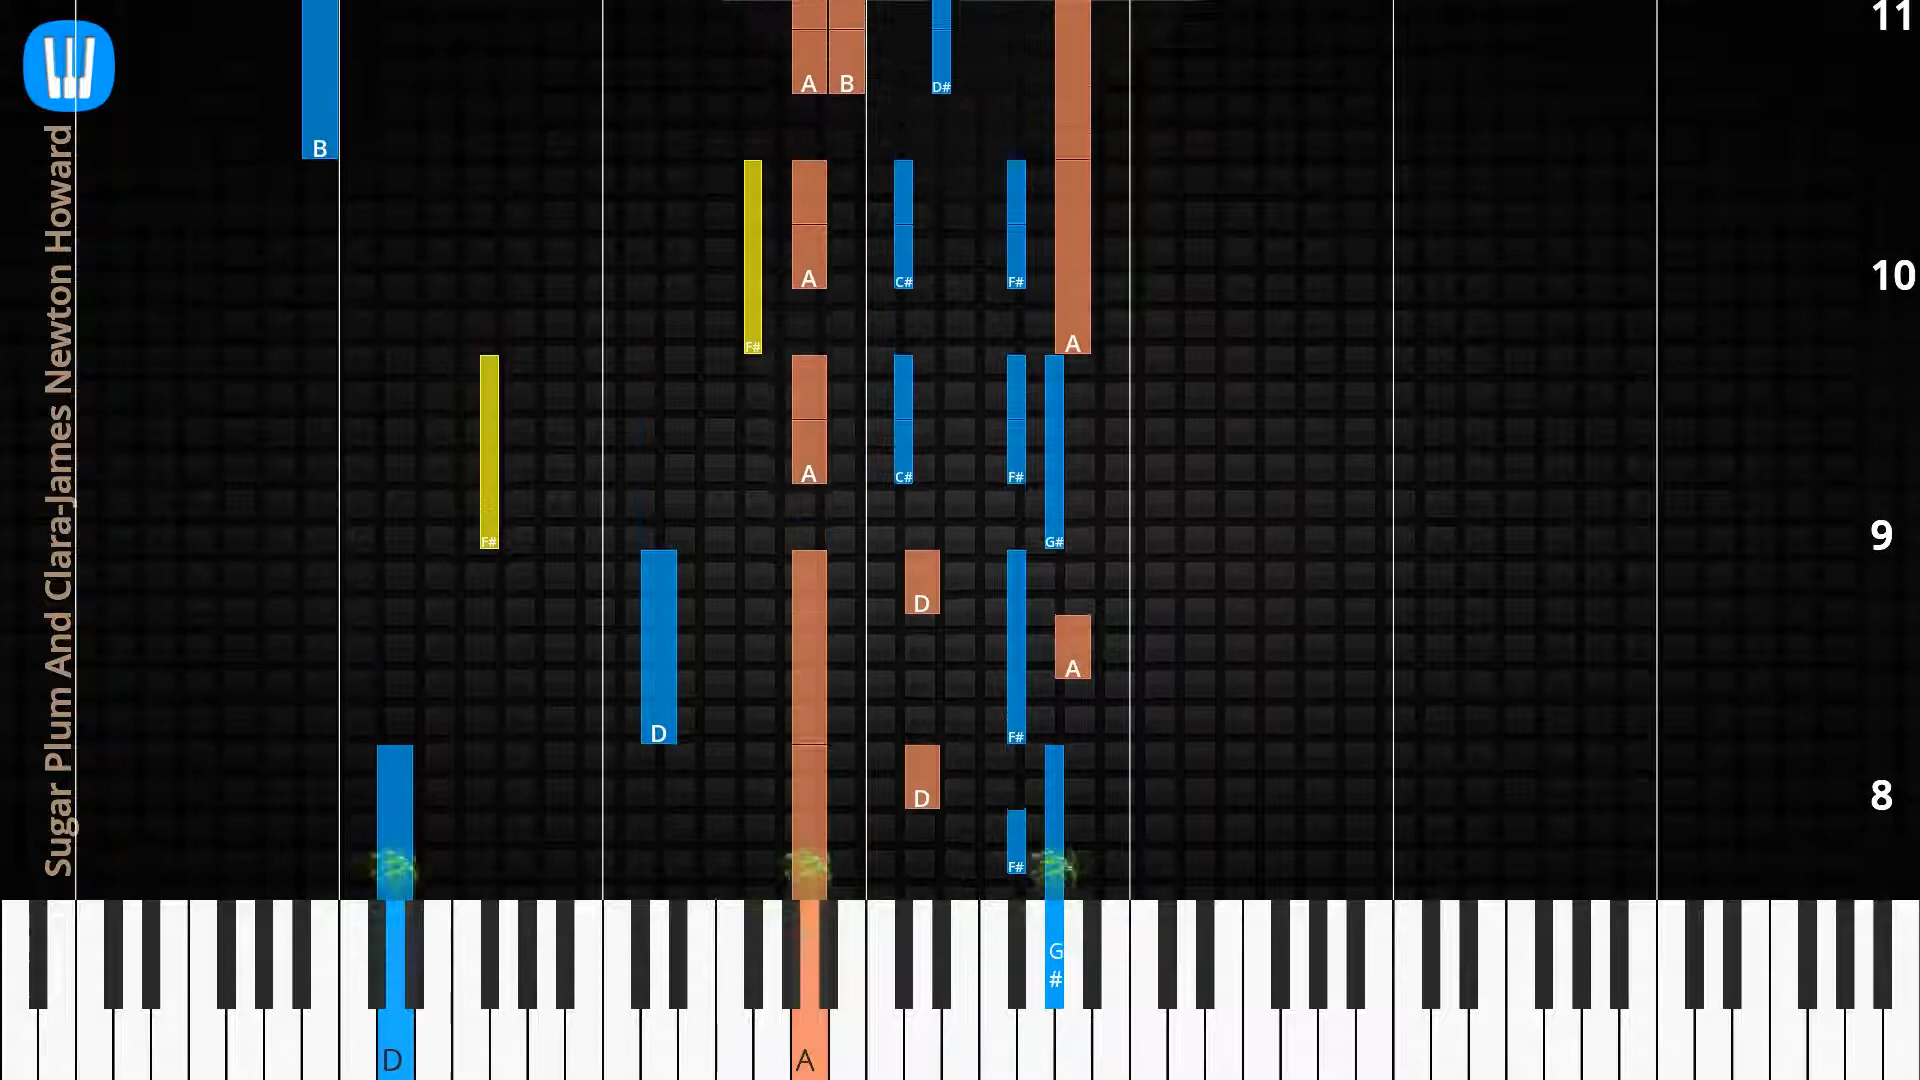 11
A B D#
B
A C# F#
10
F# A
A C# F#
9
F# G#
D
A
D F#
D
8
F#
G
#
D A
Sugar Plum And Clara-James Newton Howard